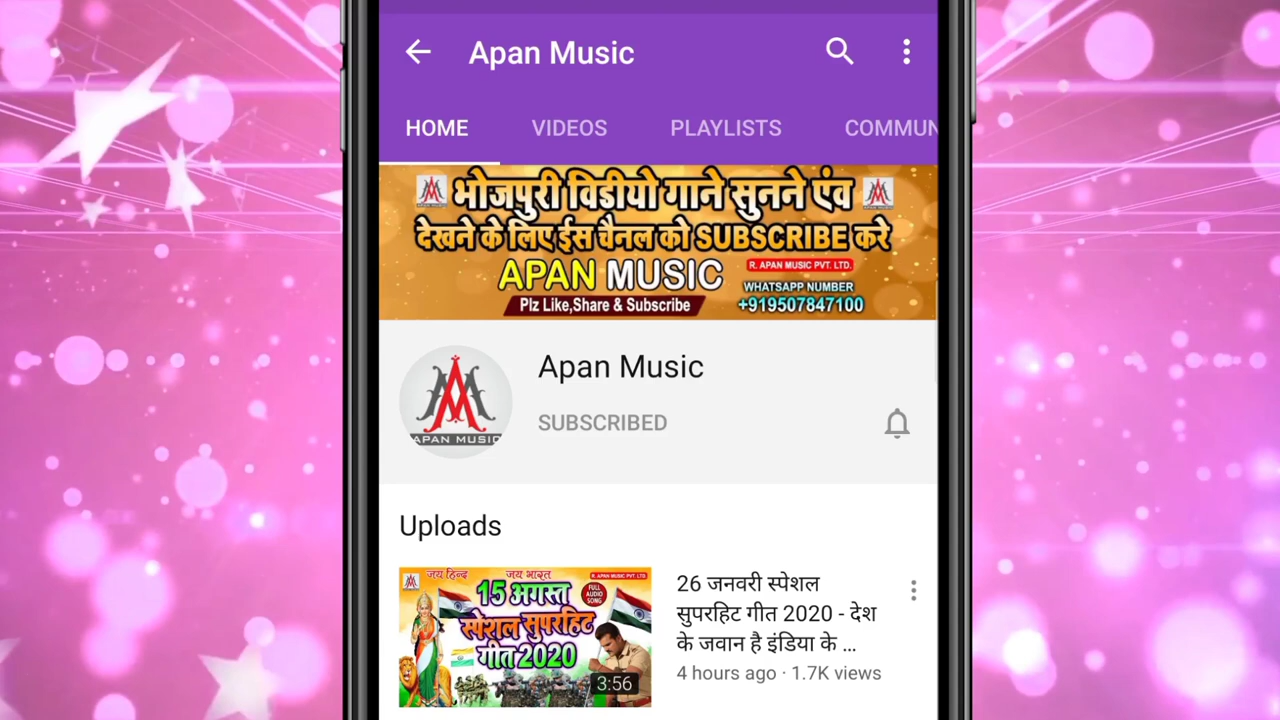 Apan Music
HOME VIDEOS PLAYLISTS COMMUN
भोजपुरी विडीयो गाने सुनने एंव
देखने के लिए ईस चैनल को SUBSCRIBE करे
APAN MUSIC
R. APAN MUSIC PVT. LTD.
WHATSAPP NUMBER
Plz Like,Share & Subscribe
+919507847100
Apan Music
SUBSCRIBED
APAN MUSIC
Uploads
जय हिन्द जय भारत
R. APAN MUSIC PVT. LTD
15 अगस्त
FULL
AUDIO
SONG
स्पेशल सुपरहिट
गीत 2020
3:56
26 जनवरी स्पेशल
सुपरहिट गीत 2020 - देश
के जवान है इंडिया के ...
4 hours ago · 1.7K views